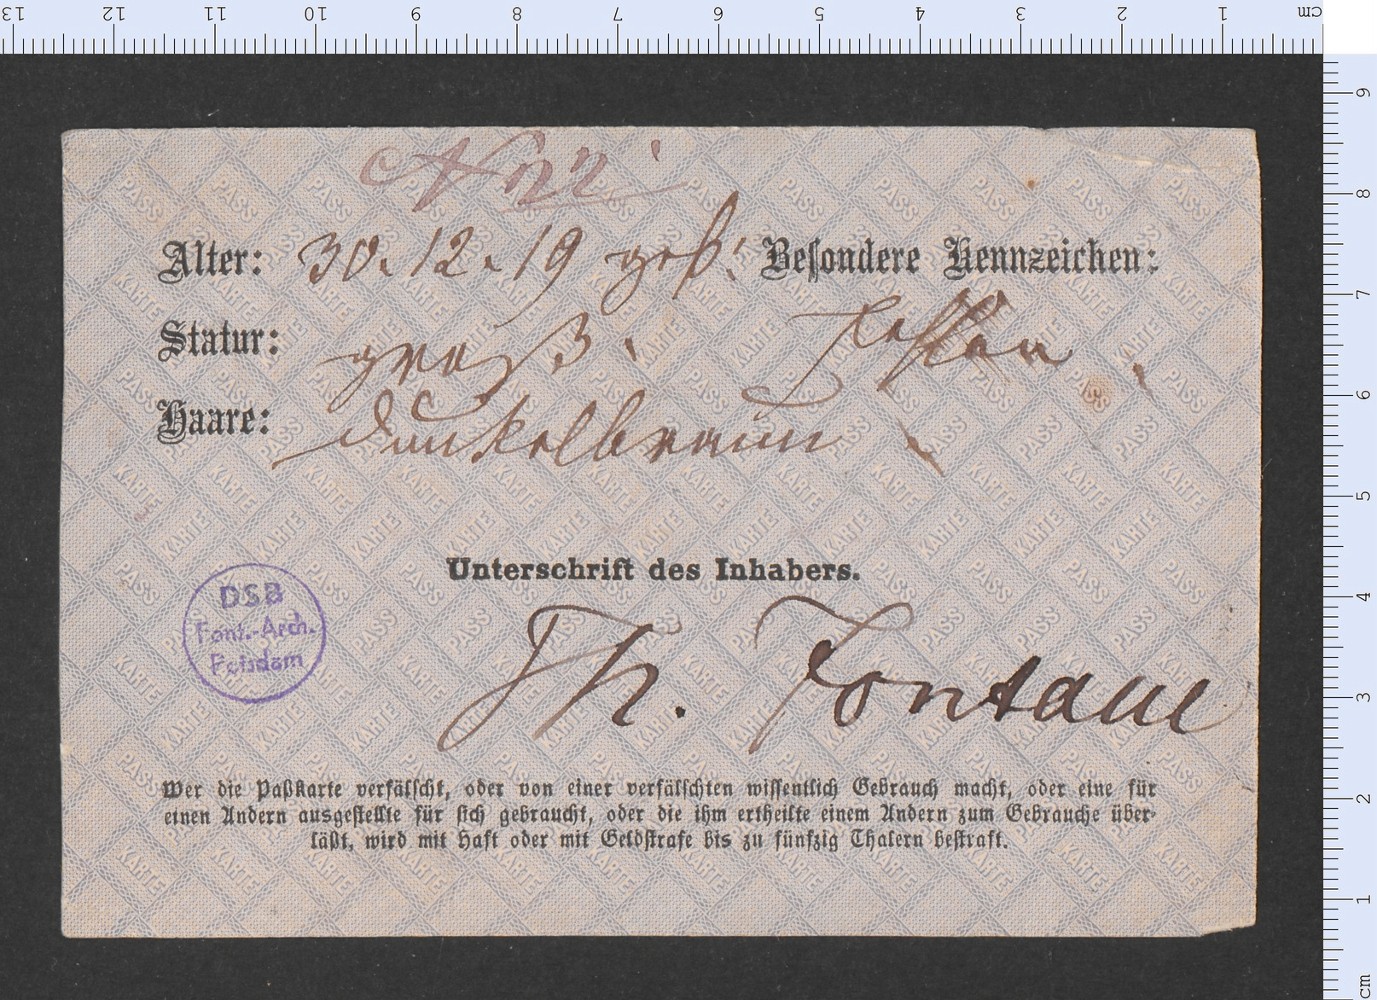 Alter: 30. 12. 19 geb: Besondere Kennzeichen:
Statur: groß. fehlen.
Haare: dunkelbraun
Unterschrift des Inhabers.
DSB
Font.-Arch.
Potsdam
Th. Fontane
Wer die Paßkarte verfälscht, oder von einer verfälschten wissentlich Gebrauch macht, oder eine für
einen Andern ausgestellte für sich gebraucht, oder die ihm ertheilte einem Andern zum Gebrauche über-
läßt, wird mit Haft oder mit Geldstrafe bis zu fünfzig Thalern bestraft.